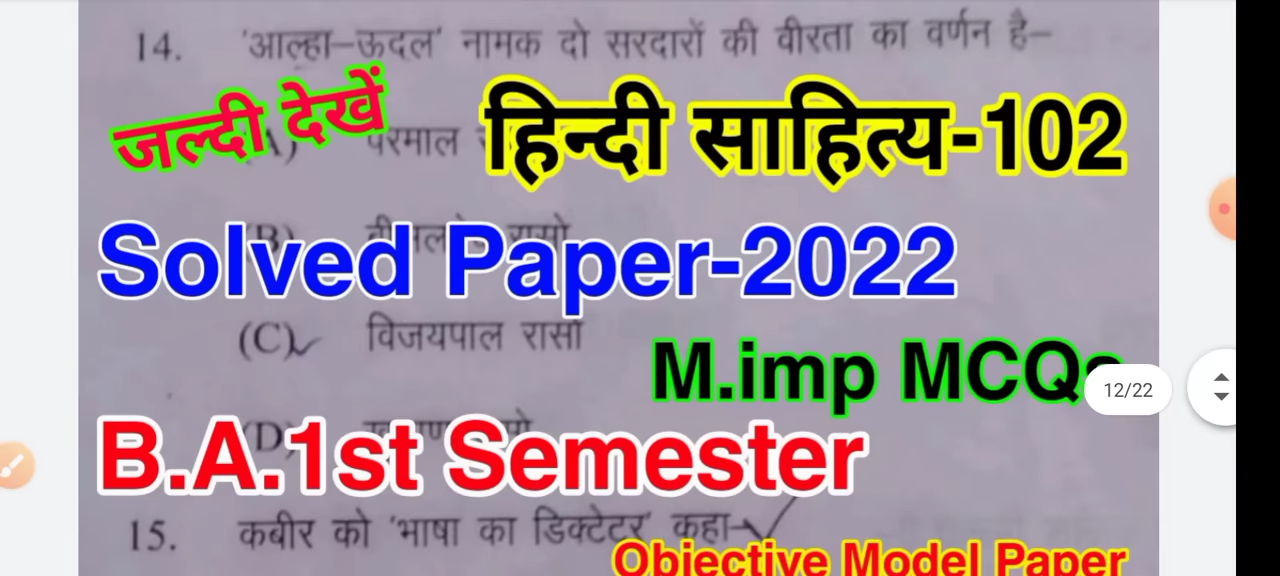 14. 'आल्हा–ऊदल' नामक दो सरदारों की वीरता का वर्णन है–
जल्दी देखें
हिन्दी साहित्य-102
A) परमाल
(B)
Solved Paper-2022
(C) विजयपाल रासो
M.imp MCQs
12/22
(D)
B.A.1st Semester
15. कबीर को 'भाषा का डिक्टेटर' कहा–
Objective Model Paper